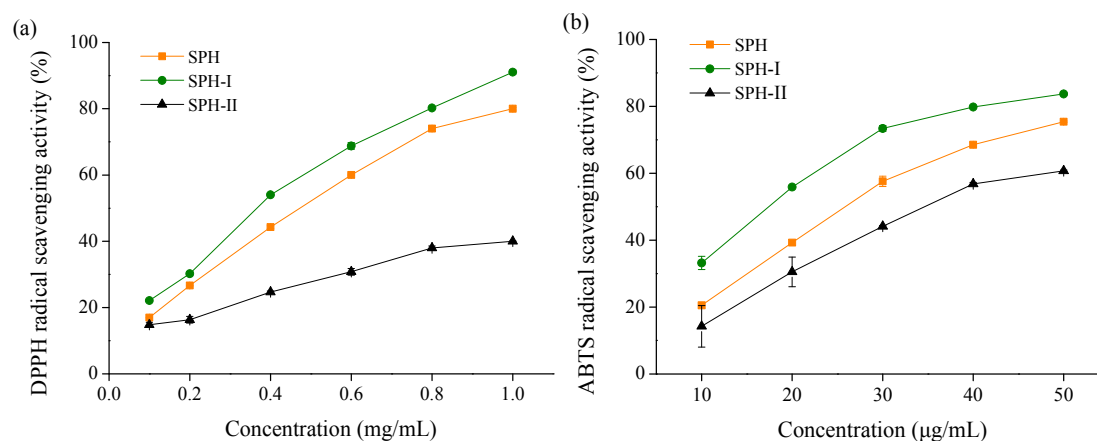 (a)
DPPH radical scavenging activity (%)
100
80
60
40
20
0
SPH
SPH-I
SPH-II
0.0 0.2 0.4 0.6 0.8 1.0
Concentration (mg/mL)
(b)
ABTS radical scavenging activity (%)
100
80
60
40
20
0
SPH
SPH-I
SPH-II
10 20 30 40 50
Concentration (μg/mL)